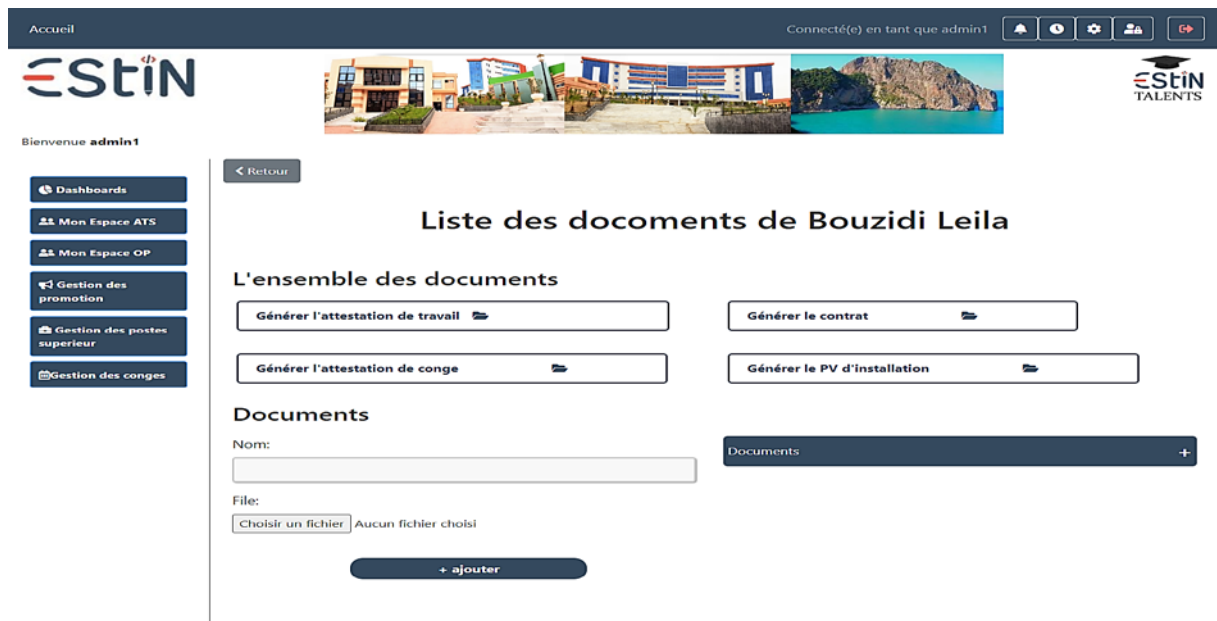 Accueil
Connecté(e) en tant que admin1
EStiN
EStiN
TALENTS
Bienvenue admin1
Retour
Dashboards
Mon Espace ATS
Mon Espace OP
Gestion des
promotion
Gestion des postes
superieur
Gestion des conges
Liste des docoments de Bouzidi Leila
L'ensemble des documents
Générer l'attestation de travail
Générer le contrat
Générer l'attestation de conge
Générer le PV d'installation
Documents
Nom:
Documents +
File:
Choisir un fichier Aucun fichier choisi
+ ajouter